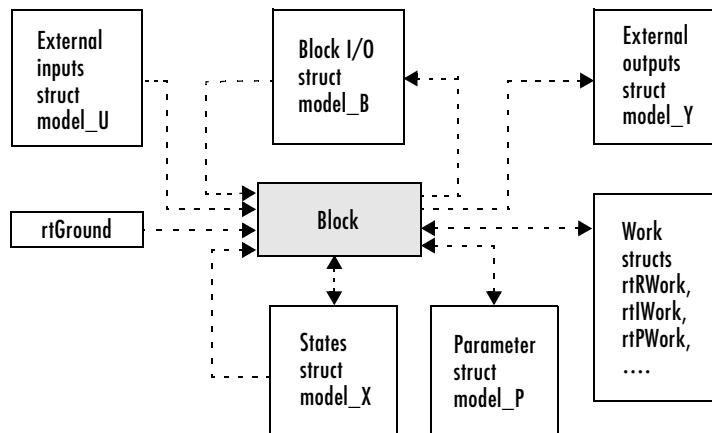 External
inputs
struct
model_U
Block I/O
struct
model_B
External
outputs
struct
model_Y
rtGround
Block
Work
structs
rtRWork,
rtIWork,
rtPWork,
....
States
struct
model_X
Parameter
struct
model_P